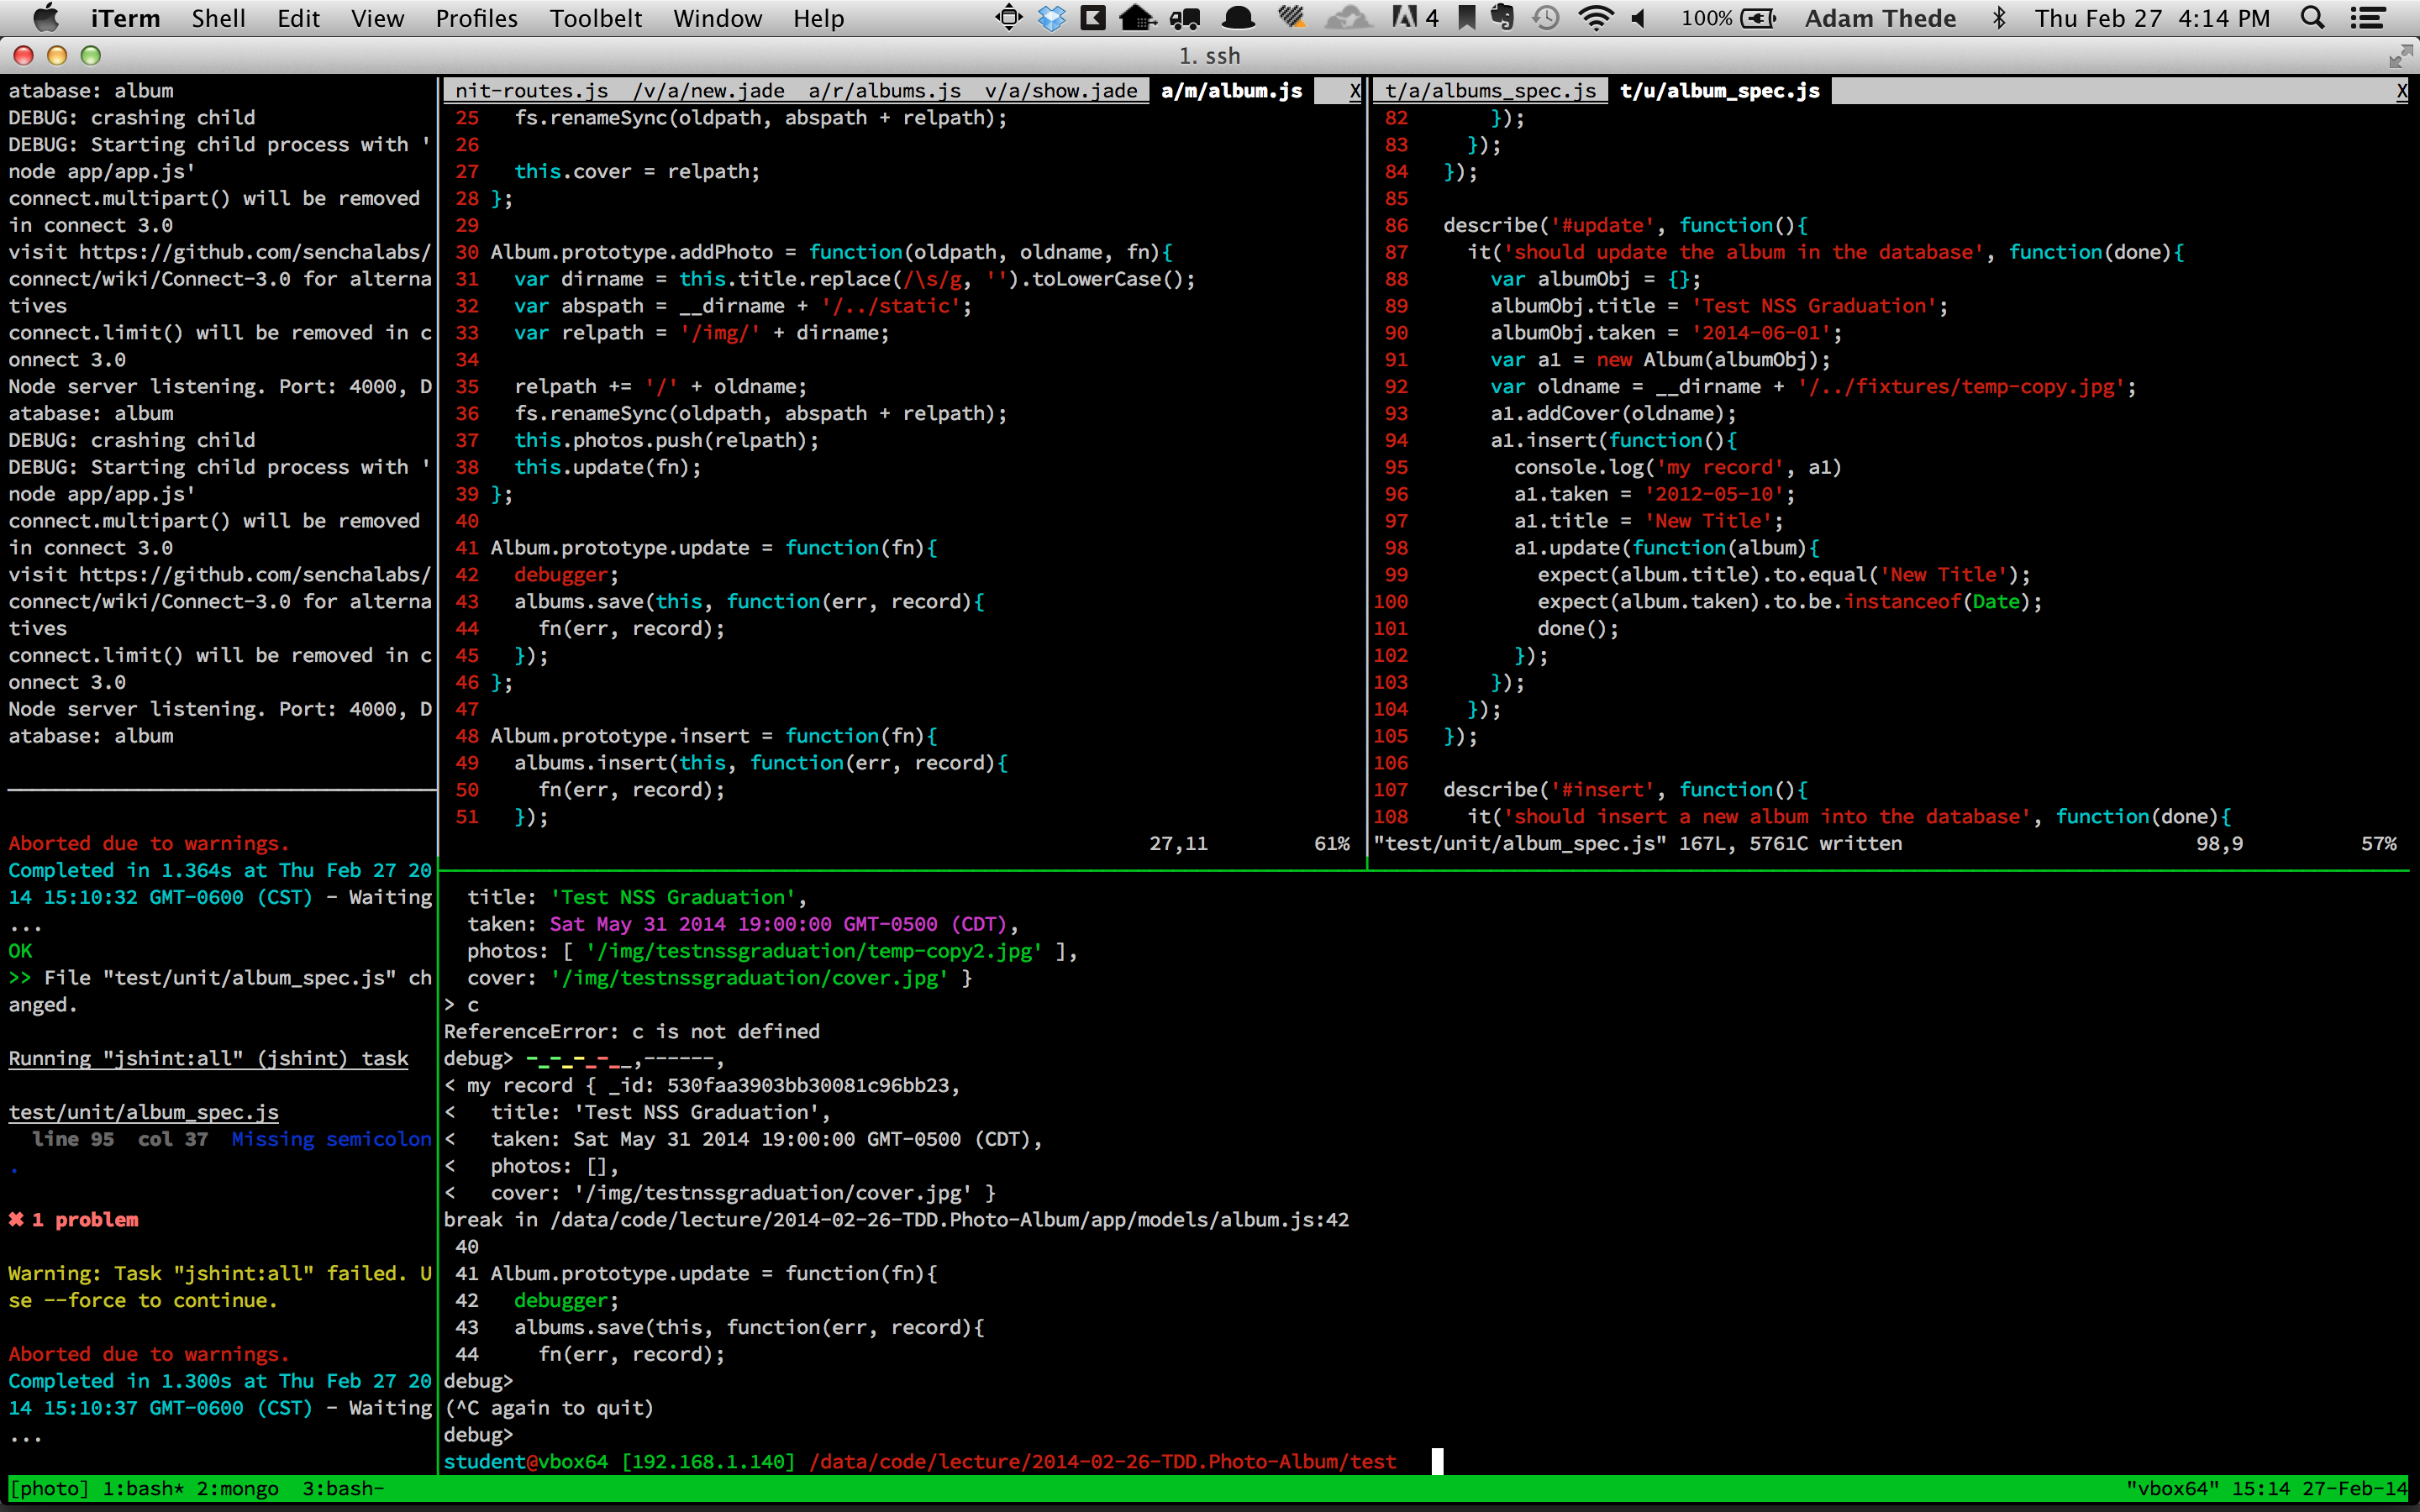 iTerm Shell Edit View Profiles Toolbelt Window Help 4 100% Adam Thede Thu Feb 27 4:14 PM
1. ssh
atabase: album
DEBUG: crashing child
DEBUG: Starting child process with '
node app/app.js'
connect.multipart() will be removed
in connect 3.0
visit https://github.com/senchalabs/
connect/wiki/Connect-3.0 for alterna
tives
connect.limit() will be removed in c
onnect 3.0
Node server listening. Port: 4000, D
atabase: album
DEBUG: crashing child
DEBUG: Starting child process with '
node app/app.js'
connect.multipart() will be removed
in connect 3.0
visit https://github.com/senchalabs/
connect/wiki/Connect-3.0 for alterna
tives
connect.limit() will be removed in c
onnect 3.0
Node server listening. Port: 4000, D
atabase: album
Aborted due to warnings.
Completed in 1.364s at Thu Feb 27 20
14 15:10:32 GMT-0600 (CST) - Waiting
...
OK
>> File "test/unit/album_spec.js" ch
anged.
Running "jshint:all" (jshint) task
test/unit/album_spec.js
line 95 col 37 Missing semicolon
.
✖ 1 problem
Warning: Task "jshint:all" failed. U
se --force to continue.
Aborted due to warnings.
Completed in 1.300s at Thu Feb 27 20
14 15:10:37 GMT-0600 (CST) - Waiting
...
nit-routes.js /v/a/new.jade a/r/albums.js v/a/show.jade a/m/album.js X
25   fs.renameSync(oldpath, abspath + relpath);
26
27   this.cover = relpath;
28 };
29
30 Album.prototype.addPhoto = function(oldpath, oldname, fn){
31   var dirname = this.title.replace(/\s/g, '').toLowerCase();
32   var abspath = __dirname + '/../static';
33   var relpath = '/img/' + dirname;
34
35   relpath += '/' + oldname;
36   fs.renameSync(oldpath, abspath + relpath);
37   this.photos.push(relpath);
38   this.update(fn);
39 };
40
41 Album.prototype.update = function(fn){
42   debugger;
43   albums.save(this, function(err, record){
44     fn(err, record);
45   });
46 };
47
48 Album.prototype.insert = function(fn){
49   albums.insert(this, function(err, record){
50     fn(err, record);
51   });
27,11 61%
t/a/albums_spec.js t/u/album_spec.js X
82       });
83     });
84   });
85
86   describe('#update', function(){
87     it('should update the album in the database', function(done){
88       var albumObj = {};
89       albumObj.title = 'Test NSS Graduation';
90       albumObj.taken = '2014-06-01';
91       var a1 = new Album(albumObj);
92       var oldname = __dirname + '/../fixtures/temp-copy.jpg';
93       a1.addCover(oldname);
94       a1.insert(function(){
95         console.log('my record', a1)
96         a1.taken = '2012-05-10';
97         a1.title = 'New Title';
98         a1.update(function(album){
99           expect(album.title).to.equal('New Title');
100           expect(album.taken).to.be.instanceof(Date);
101           done();
102         });
103       });
104     });
105   });
106
107   describe('#insert', function(){
108     it('should insert a new album into the database', function(done){
"test/unit/album_spec.js" 167L, 5761C written 98,9 57%
title: 'Test NSS Graduation',
taken: Sat May 31 2014 19:00:00 GMT-0500 (CDT),
photos: [ '/img/testnssgraduation/temp-copy2.jpg' ],
cover: '/img/testnssgraduation/cover.jpg' }
> c
ReferenceError: c is not defined
debug> -_-_-_-__,------,
< my record { _id: 530faa3903bb30081c96bb23,
<   title: 'Test NSS Graduation',
<   taken: Sat May 31 2014 19:00:00 GMT-0500 (CDT),
<   photos: [],
<   cover: '/img/testnssgraduation/cover.jpg' }
break in /data/code/lecture/2014-02-26-TDD.Photo-Album/app/models/album.js:42
40
41 Album.prototype.update = function(fn){
42   debugger;
43   albums.save(this, function(err, record){
44     fn(err, record);
debug>
(^C again to quit)
debug>
student@vbox64 [192.168.1.140] /data/code/lecture/2014-02-26-TDD.Photo-Album/test
[photo] 1:bash* 2:mongo 3:bash- "vbox64" 15:14 27-Feb-14